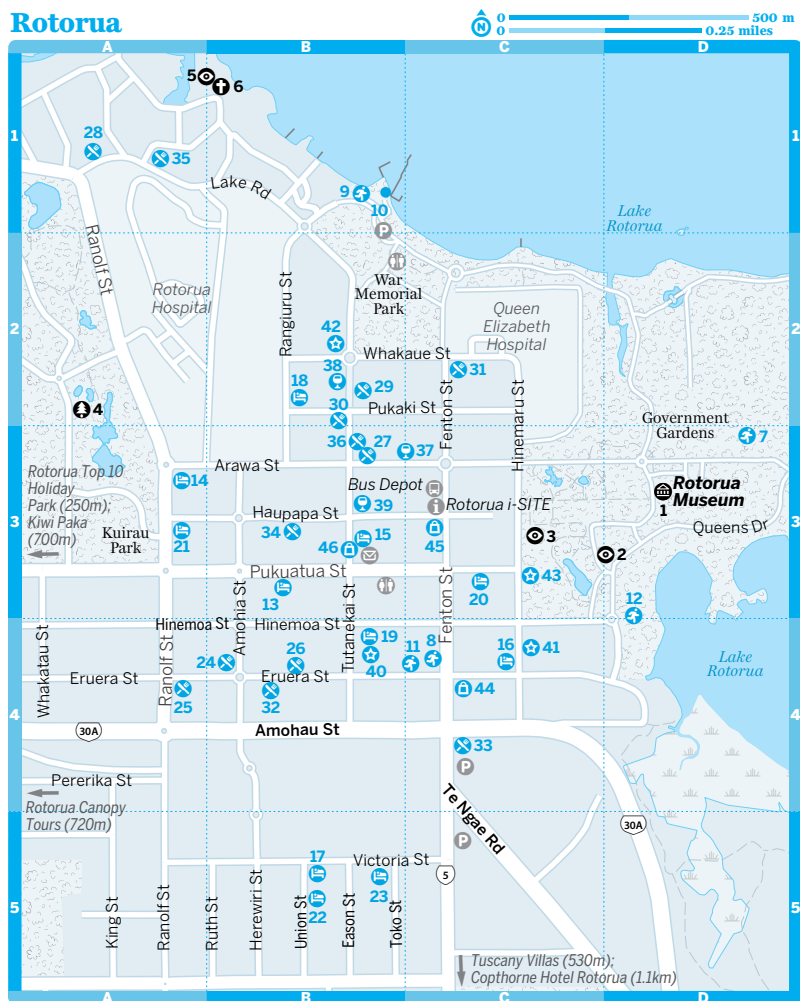 Rotorua
N
0 500 m
0 0.25 miles
A B C D
5 6
1 1
28
35
Lake Rd
9
10
P
Lake
Rotorua
Ranolf St
Rotorua
Hospital
Rangiuru St
War
Memorial
Park
Queen
Elizabeth
Hospital
2 2
42
Whakaue St
38
31
18
29
30
Pukaki St
Fenton St
Hinemaru St
4
Government
Gardens
7
36 27
37
Arawa St
Rotorua Top 10
Holiday
Park (250m);
Kiwi Paka
(700m)
14
Bus Depot
Rotorua
Museum
1
39
Rotorua i-SITE
Haupapa St
3 3
Kuirau
Park
21
34
15
46
45
3
Queens Dr
2
Pukuatua St
13
20
43
12
Amohia St
Tutanekai St
Fenton St
Hinemoa St
Hinemoa St
Whakatau St
Ranolf St
19
24
26
40
11
8
16
41
Lake
Rotorua
Eruera St
Eruera St
25
32
44
4 4
30A
Amohau St
33
P
Pererika St
Rotorua Canopy
Tours (720m)
Te Ngae Rd
30A
P
17
Victoria St
5
22
23
5 5
King St
Ranolf St
Ruth St
Herewiri St
Union St
Eason St
Toko St
Tuscany Villas (530m);
Copthorne Hotel Rotorua (1.1km)
A B C D